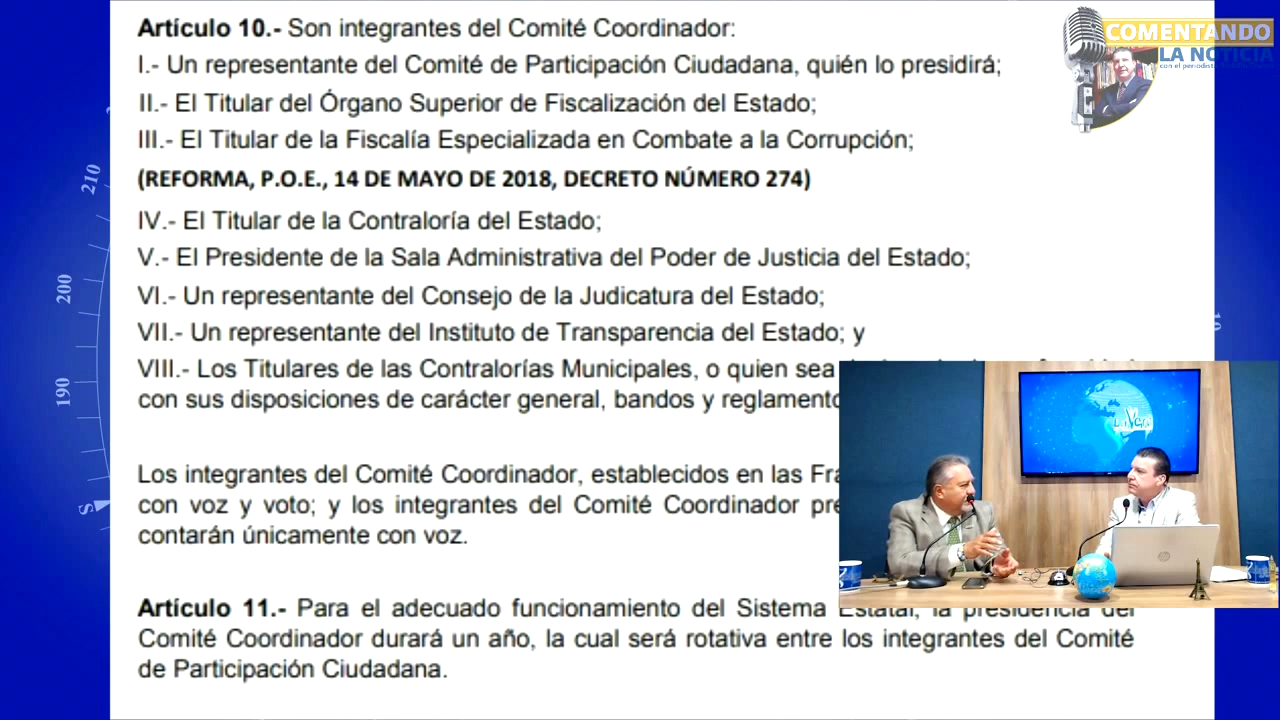 Artículo 10.- Son integrantes del Comité Coordinador:
I.- Un representante del Comité de Participación Ciudadana, quién lo presidirá;
II.- El Titular del Órgano Superior de Fiscalización del Estado;
III.- El Titular de la Fiscalía Especializada en Combate a la Corrupción;
(REFORMA, P.O.E., 14 DE MAYO DE 2018, DECRETO NÚMERO 274)
IV.- El Titular de la Contraloría del Estado;
V.- El Presidente de la Sala Administrativa del Poder de Justicia del Estado;
VI.- Un representante del Consejo de la Judicatura del Estado;
VII.- Un representante del Instituto de Transparencia del Estado; y
VIII.- Los Titulares de las Contralorías Municipales, o quien sea
con sus disposiciones de carácter general, bandos y reglamento
Los integrantes del Comité Coordinador, establecidos en las Fra
con voz y voto; y los integrantes del Comité Coordinador pre
contarán únicamente con voz.
Artículo 11.- Para el adecuado funcionamiento del Sistema Estatal, la presidencia del
Comité Coordinador durará un año, la cual será rotativa entre los integrantes del Comité
de Participación Ciudadana.
COMENTANDO
LA NOTICIA
con el periodista
210
200
190
S
hp